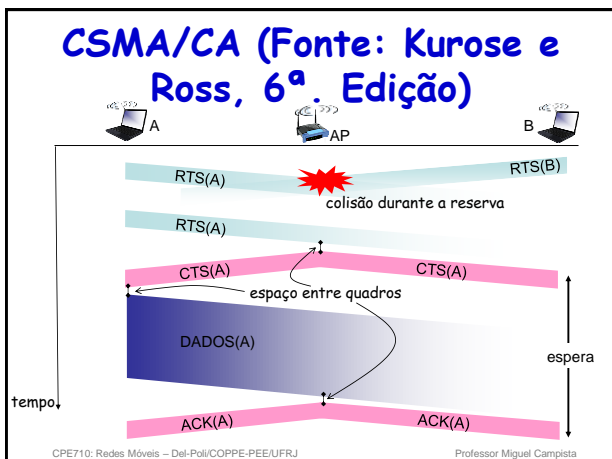 CSMA/CA (Fonte: Kurose e
Ross, 6ª. Edição)
A
AP
B
RTS(A)
RTS(B)
colisão durante a reserva
RTS(A)
CTS(A)
CTS(A)
espaço entre quadros
DADOS(A)
espera
tempo
ACK(A)
ACK(A)
CPE710: Redes Móveis – Del-Poli/COPPE-PEE/UFRJ
Professor Miguel Campista